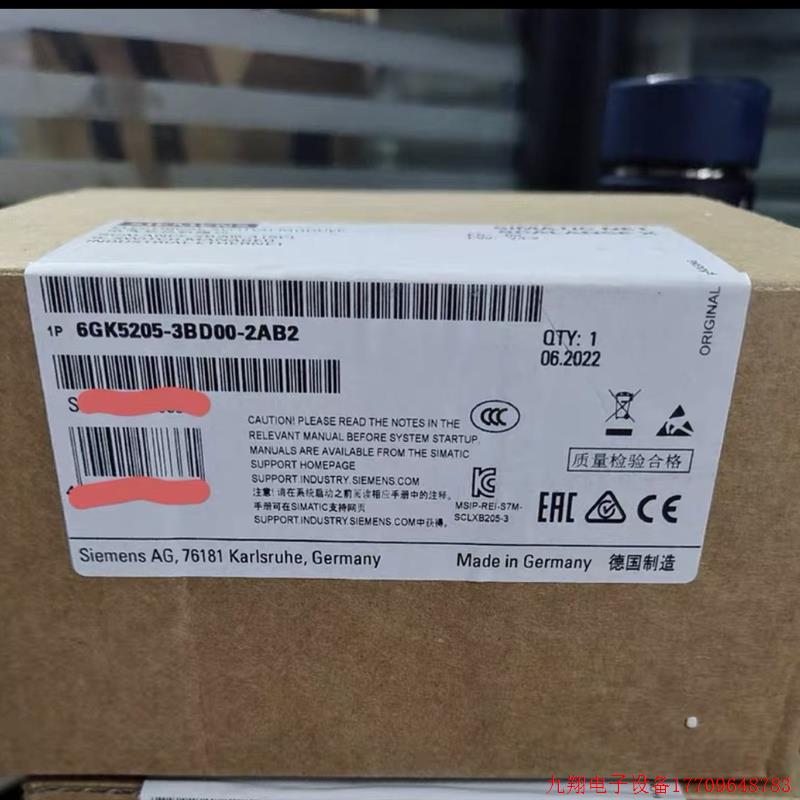 SIMATIC NET
SCALANCE X
1P 6GK5205-3BD00-2AB2
QTY: 1
06.2022
ORIGINAL
S
CAUTION! PLEASE READ THE NOTES IN THE
RELEVANT MANUAL BEFORE SYSTEM STARTUP.
MANUALS ARE AVAILABLE FROM THE SIMATIC
SUPPORT HOMEPAGE
SUPPORT.INDUSTRY.SIEMENS.COM
注意! 请在系统启动之前阅读相应手册中的注释。
手册可在SIMATIC支持网页
SUPPORT.INDUSTRY.SIEMENS.COM中获得。
CCC
MSIP-REI-S7M-
SCLXB205-3
质量检验合格
EAC
CE
Siemens AG, 76181 Karlsruhe, Germany
Made in Germany 德国制造
九翔电子设备17709648783